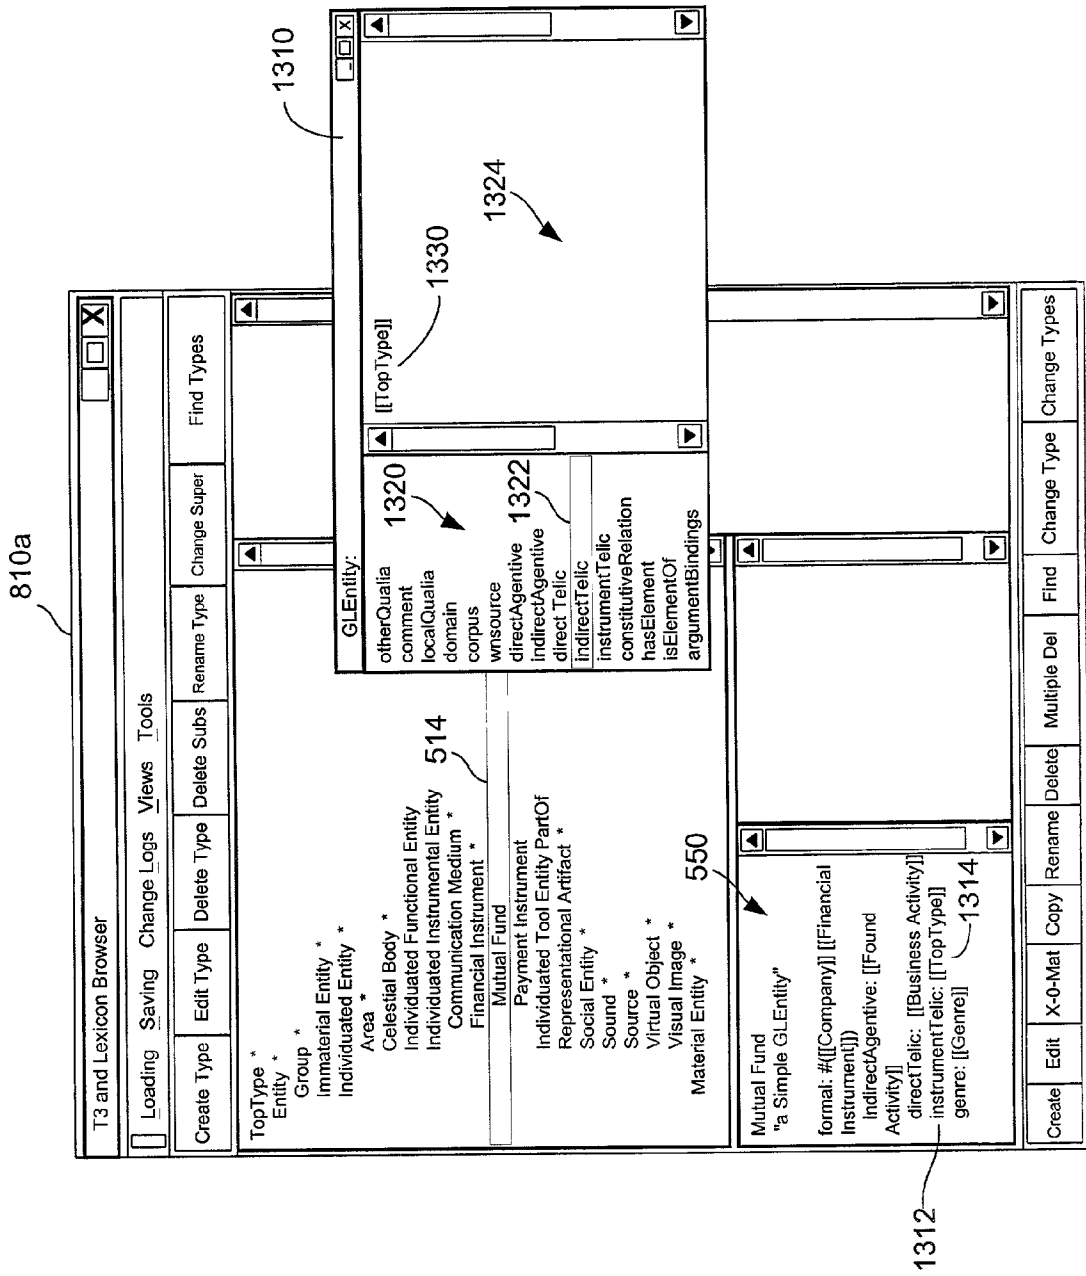 810a
T3 and Lexicon Browser
X
Loading Saving Change Logs Views Tools
Create Type Edit Type Delete Type Delete Subs Rename Type Change Super Find Types
TopType *
Entity *
Group *
Immaterial Entity *
Individuated Entity *
Area *
Celestial Body *
Individuated Functional Entity
Individuated Instrumental Entity
Communication Medium *
Financial Instrument *
Mutual Fund
514
Payment Instrument
Individuated Tool Entity PartOf
Representational Artifact *
Social Entity *
Sound *
Source *
Virtual Object *
Visual Image *
Material Entity *
1310
GLEntity:
_ X
otherQualia
comment
localQualia
domain
corpus
wnsource
directAgentive
indirectAgentive
direct Telic
indirectTelic
instrumentTelic
constitutiveRelation
hasElement
isElementOf
argumentBindings
1320
1322
[[TopType]]
1330
1324
550
Mutual Fund
"a Simple GLEntity"
formal: #([[Company]] [[Financial
Instrument]])
IndirectAgentive: [[Found
Activity]]
directTelic: [[Business Activity]]
instrumentTelic: [[TopType]]
genre: [[Genre]]
1314
1312
Create Edit X-o-Mat Copy Rename Delete Multiple Del Find Change Type Change Types